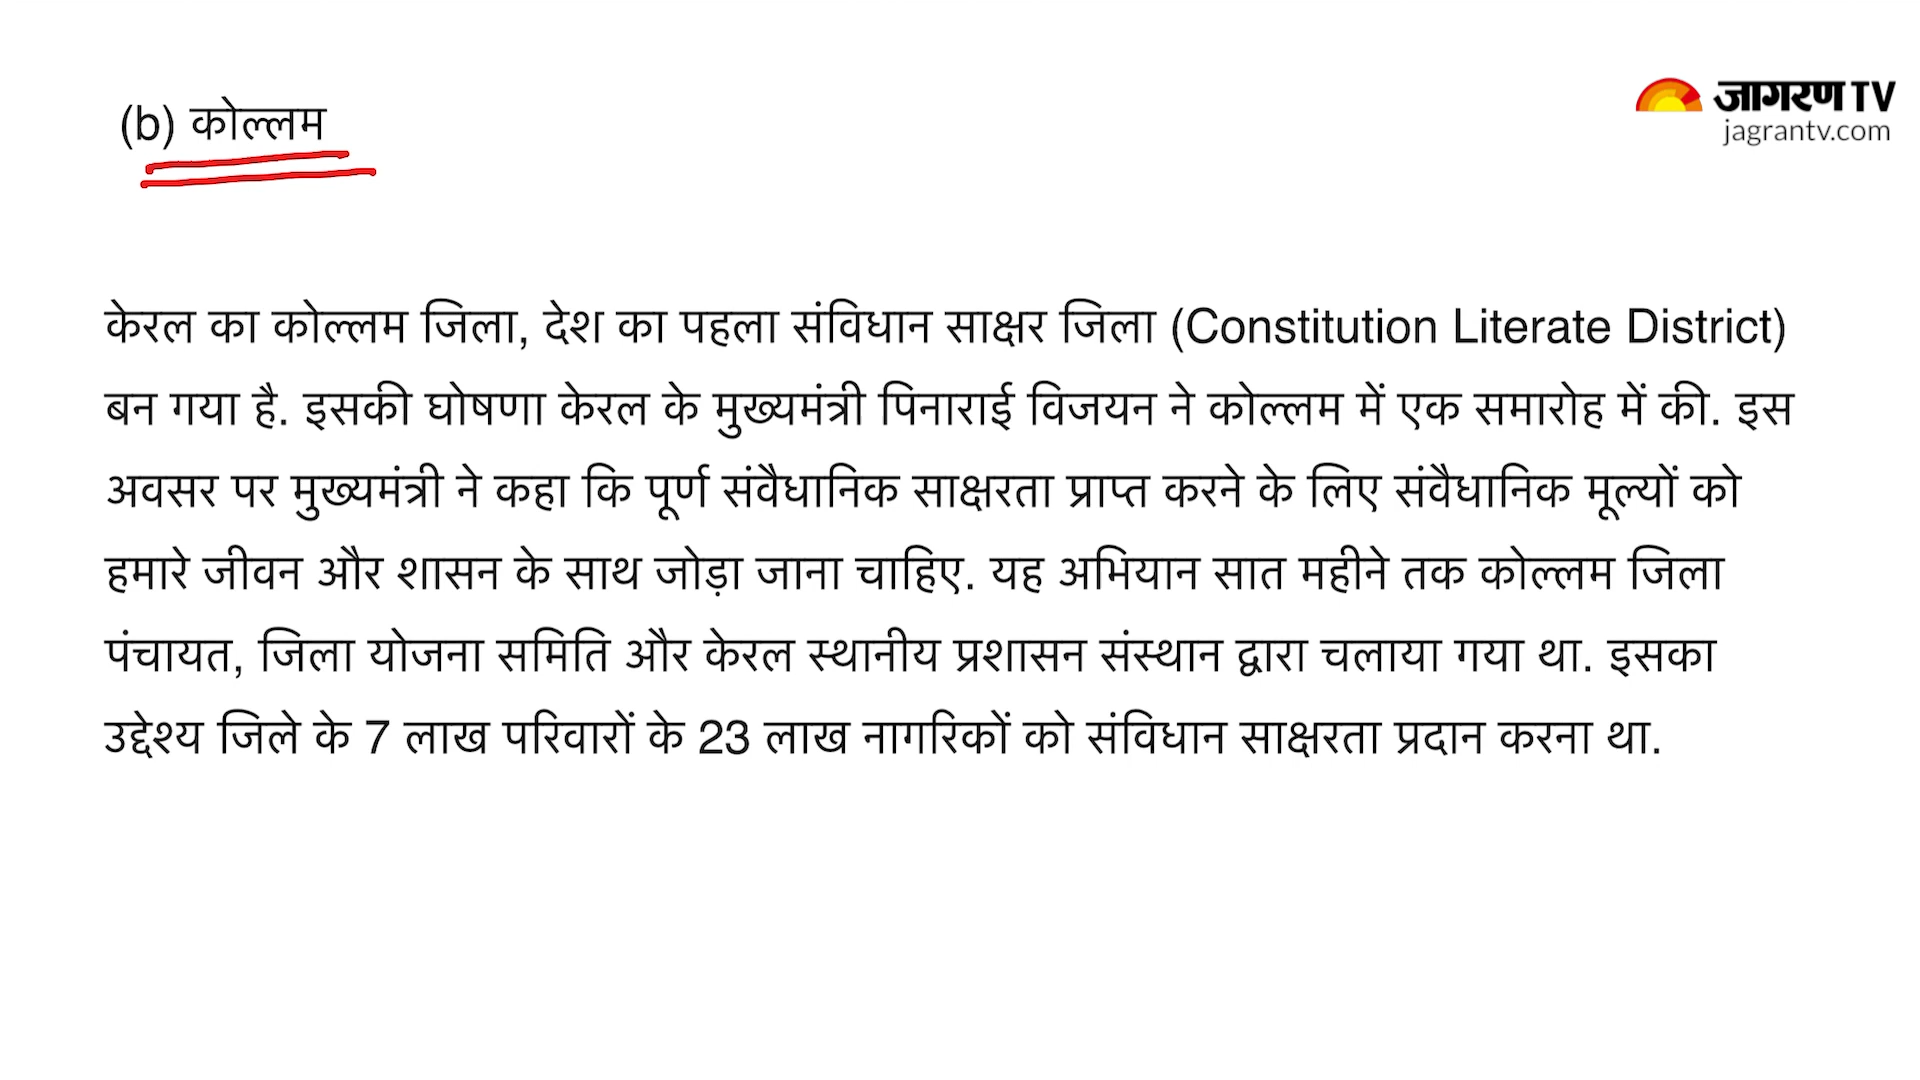 (b) कोल्लम
जागरण TV
jagrantv.com
केरल का कोल्लम जिला, देश का पहला संविधान साक्षर जिला (Constitution Literate District)
बन गया है. इसकी घोषणा केरल के मुख्यमंत्री पिनाराई विजयन ने कोल्लम में एक समारोह में की. इस
अवसर पर मुख्यमंत्री ने कहा कि पूर्ण संवैधानिक साक्षरता प्राप्त करने के लिए संवैधानिक मूल्यों को
हमारे जीवन और शासन के साथ जोड़ा जाना चाहिए. यह अभियान सात महीने तक कोल्लम जिला
पंचायत, जिला योजना समिति और केरल स्थानीय प्रशासन संस्थान द्वारा चलाया गया था. इसका
उद्देश्य जिले के 7 लाख परिवारों के 23 लाख नागरिकों को संविधान साक्षरता प्रदान करना था.